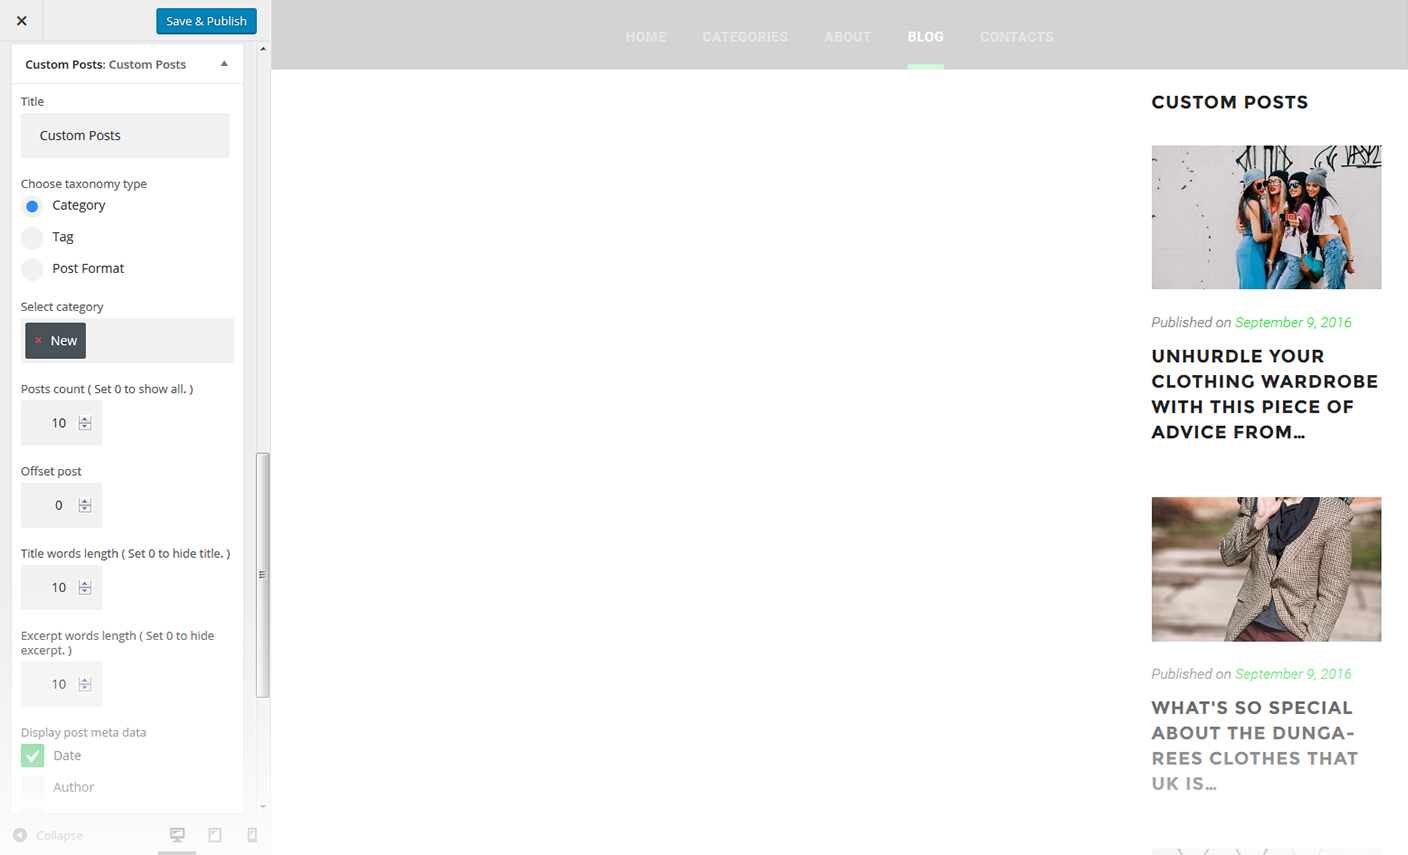 Save & Publish
Custom Posts: Custom Posts
Title
Custom Posts
Choose taxonomy type
Category
Tag
Post Format
Select category
× New
Posts count ( Set 0 to show all. )
10
Offset post
0
Title words length ( Set 0 to hide title. )
10
Excerpt words length ( Set 0 to hide
excerpt. )
10
Display post meta data
Date
Author
Collapse
HOME CATEGORIES ABOUT BLOG CONTACTS
CUSTOM POSTS
Published on September 9, 2016
UNHURDLE YOUR
CLOTHING WARDROBE
WITH THIS PIECE OF
ADVICE FROM...
Published on September 9, 2016
WHAT'S SO SPECIAL
ABOUT THE DUNGA-
REES CLOTHES THAT
UK IS...